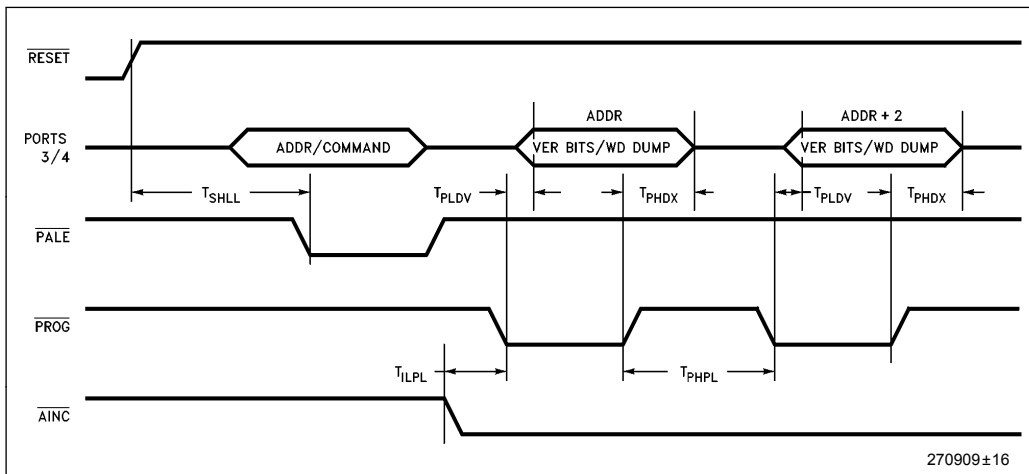 RESET
ADDR
ADDR + 2
PORTS
3/4
ADDR/COMMAND
VER BITS/WD DUMP
VER BITS/WD DUMP
TSHLL
TPLDV
TPHDX
TPLDV
TPHDX
PALE
PROG
TILPL
TPHPL
AINC
270909±16